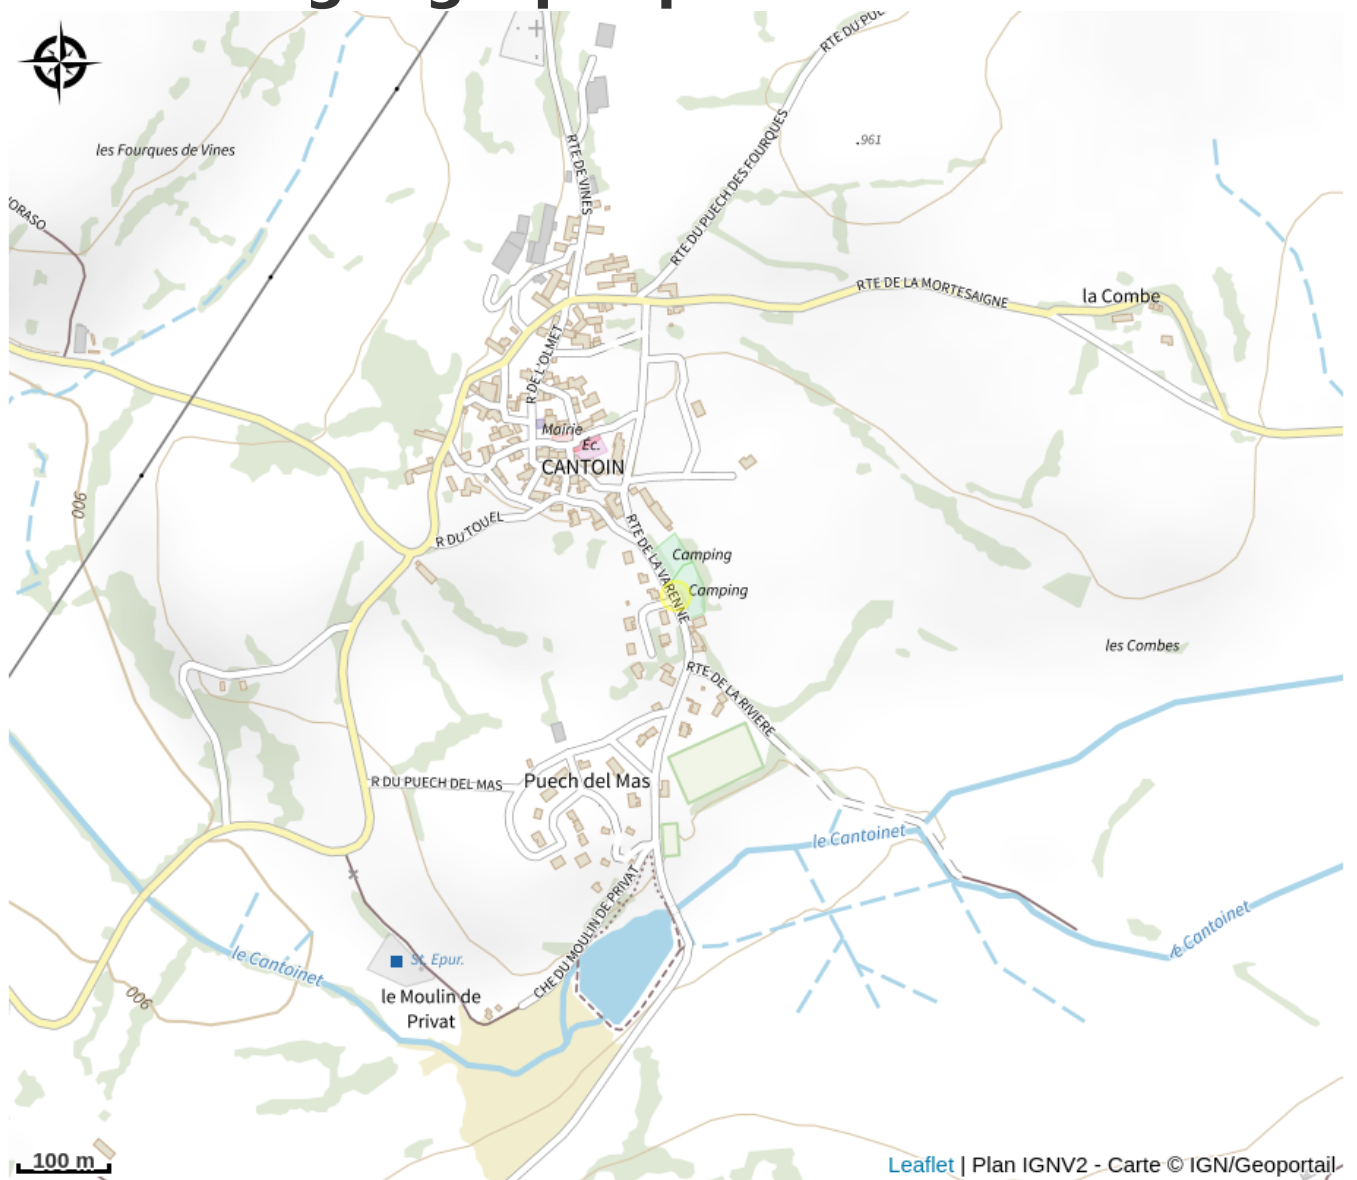 RTE DU PUE
les Fourques de Vines
.961
RTE DE VINES
RTE DU PUECH DES FOURQUES
ORASO
RTE DE LA MORTESAIGNE
la Combe
R DE L'OLMET
Mairie
Éc.
CANTOIN
900
R DU TOUEL
RTE DE LA VARENNE
Camping
Camping
les Combes
RTE DE LA RIVIERE
R DU PUECH DEL MAS
Puech del Mas
le Cantoinet
CHE DU MOULIN DE PRIVAT
le Cantoinet
le Cantoinet
St. Epur.
900
le Moulin de
Privat
100 m
Leaflet | Plan IGNV2 - Carte © IGN/Geoportail